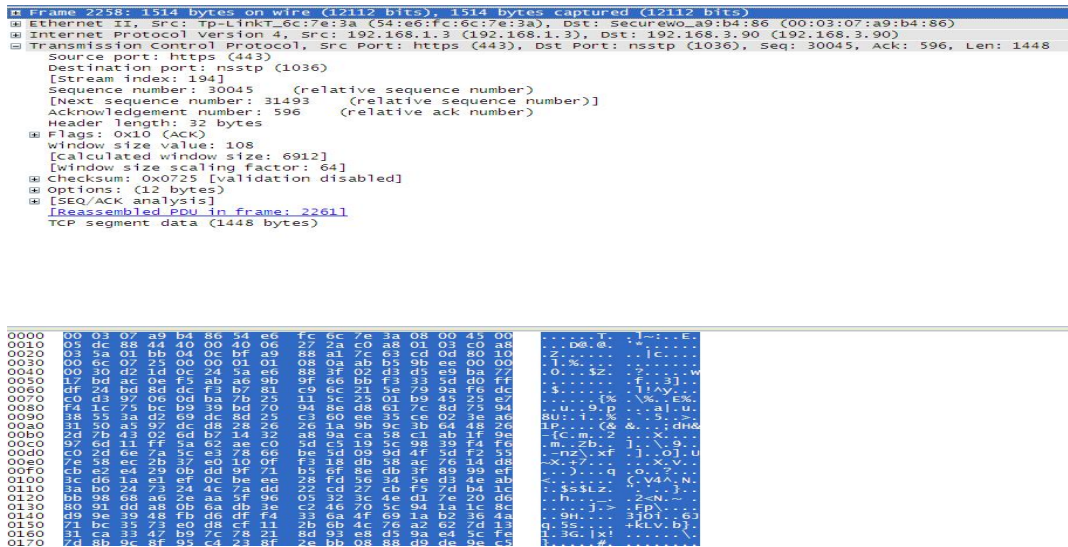 Frame 2258: 1514 bytes on wire (12112 bits), 1514 bytes captured (12112 bits)
Ethernet II, Src: Tp-LinkT_6c:7e:3a (54:e6:fc:6c:7e:3a), Dst: Securewo_a9:b4:86 (00:03:07:a9:b4:86)
Internet Protocol Version 4, Src: 192.168.1.3 (192.168.1.3), Dst: 192.168.3.90 (192.168.3.90)
Transmission Control Protocol, Src Port: https (443), Dst Port: nsstp (1036), Seq: 30045, Ack: 596, Len: 1448
Source port: https (443)
Destination port: nsstp (1036)
[Stream index: 194]
Sequence number: 30045 (relative sequence number)
[Next sequence number: 31493 (relative sequence number)]
Acknowledgement number: 596 (relative ack number)
Header length: 32 bytes
Flags: 0x10 (ACK)
Window size value: 108
[Calculated window size: 6912]
[Window size scaling factor: 64]
Checksum: 0x0725 [validation disabled]
Options: (12 bytes)
[SEQ/ACK analysis]
[Reassembled PDU in frame: 2261]
TCP segment data (1448 bytes)
0000 00 03 07 a9 b4 86 54 e6 fc 6c 7e 3a 08 00 45 00
0010 05 dc 88 44 40 00 40 06 27 2a c0 a8 01 03 c0 a8
0020 03 5a 01 bb 04 0c bf a9 88 a1 7c 63 cd 0d 80 10
0030 00 6c 07 25 00 00 01 01 08 0a ab b5 9b ee 00 00
0040 00 30 d2 1d 0c 24 5a e6 88 3f 02 d3 d5 e9 ba 77
0050 17 bd ac 0e f5 ab a6 9b 9f 66 bb f3 33 5d d0 ff
0060 df 24 bd 8d dc f3 b7 81 c9 6c 21 5e 79 9a f6 dc
0070 c0 d3 97 06 0d ba 7b 25 11 5c 25 01 b9 45 25 e7
0080 f4 1c 75 bc b9 39 bd 70 94 8e d8 61 7c 8d 75 94
0090 38 55 3a d2 69 dc 8d 25 c3 60 ee 35 ce 02 3e a6
00a0 31 50 a5 97 dc d8 28 26 26 1a 9b 9c 3b 64 48 26
00b0 2d 7b 43 02 6d b7 14 32 a8 9a ca 58 c1 ab 1f 9e
00c0 97 6d 11 ff 5a 62 ae c0 5d c5 19 5c 98 39 f4 f6
00d0 c0 2d 6e 7a 5c e3 78 66 be 5d 09 9d 4f 5d f2 55
00e0 7e 58 ec 2b 37 e0 10 0f f3 18 db 58 ac 76 14 d8
00f0 cb e2 e4 29 0b dd 9f 71 b5 6f 8e db 3f 89 99 ef
0100 3c d6 1a e1 ef 0c be ee 28 fd 56 34 5e d3 4e ab
0110 3a b0 24 73 24 4c 7a dd 22 cd 27 cb f5 7d b4 1c
0120 bb 98 68 a6 2e aa 5f 96 05 32 3c 4e d1 7e 20 d6
0130 80 91 dd a8 0b 6a db 3e c2 46 70 5c 94 1a 1c 8c
0140 d9 9e 39 48 fb d6 df f4 33 6a 4f 69 1a b2 36 4a
0150 71 bc 35 73 e0 d8 cf 11 2b 6b 4c 76 a2 62 7d 13
0160 31 ca 33 47 b9 7c 78 21 8d 93 e8 d5 9a e4 5c fe
0170 7d 8b 9c 8f 95 c4 23 8f 2e bb 08 88 d9 de 9e c5